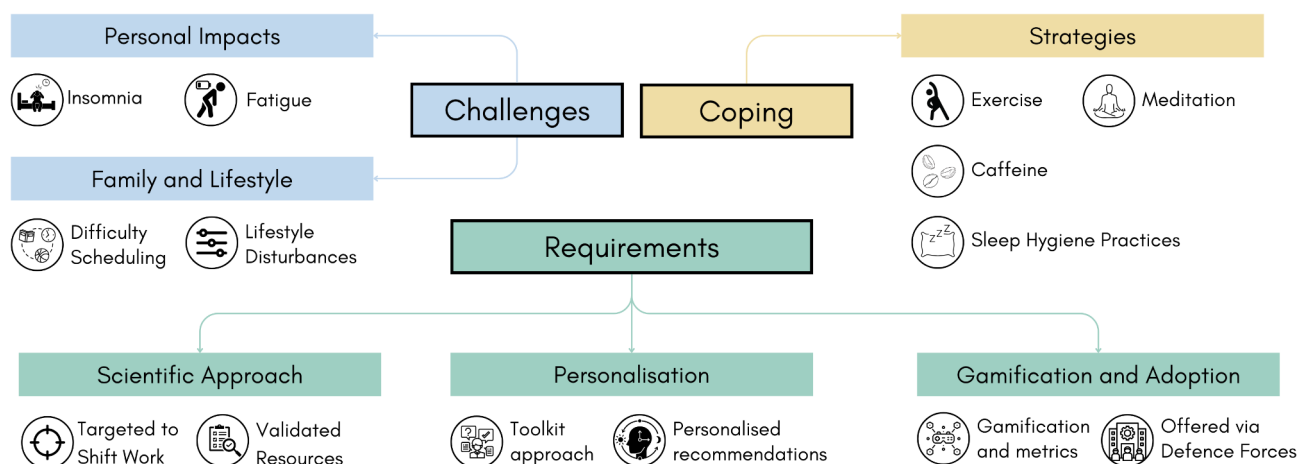 Personal Impacts
Insomnia
Fatigue
Family and Lifestyle
Difficulty
Scheduling
Lifestyle
Disturbances
Challenges
Coping
Strategies
Exercise
Meditation
Caffeine
zzZ
Sleep Hygiene Practices
Requirements
Scientific Approach
Targeted to
Shift Work
Validated
Resources
Personalisation
Toolkit
approach
Personalised
recommendations
Gamification and Adoption
Gamification
and metrics
Offered via
Defence Forces